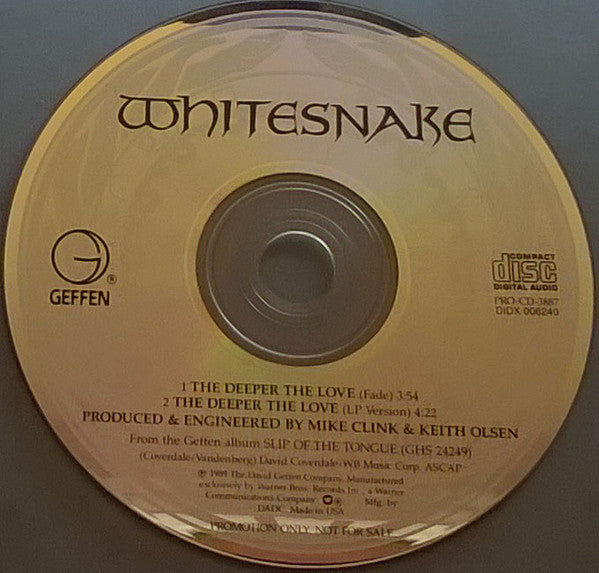 WHITESNAKE
GEFFEN ®
COMPACT
disc
DIGITAL AUDIO
PRO-CD-3887
DIDX 006240
1 THE DEEPER THE LOVE (Fade) 3:54
2 THE DEEPER THE LOVE (LP Version) 4:22
PRODUCED & ENGINEERED BY MIKE CLINK & KEITH OLSEN
From the Geffen album SLIP OF THE TONGUE (GHS 24249)
(Coverdale/Vandenberg) David Coverdale/WB Music Corp. ASCAP
℗ 1989 The David Geffen Company. Manufactured
exclusively by Warner Bros. Records Inc., a Warner
Communications Company ® Mfg. by
DADC. Made in USA
PROMOTION ONLY. NOT FOR SALE